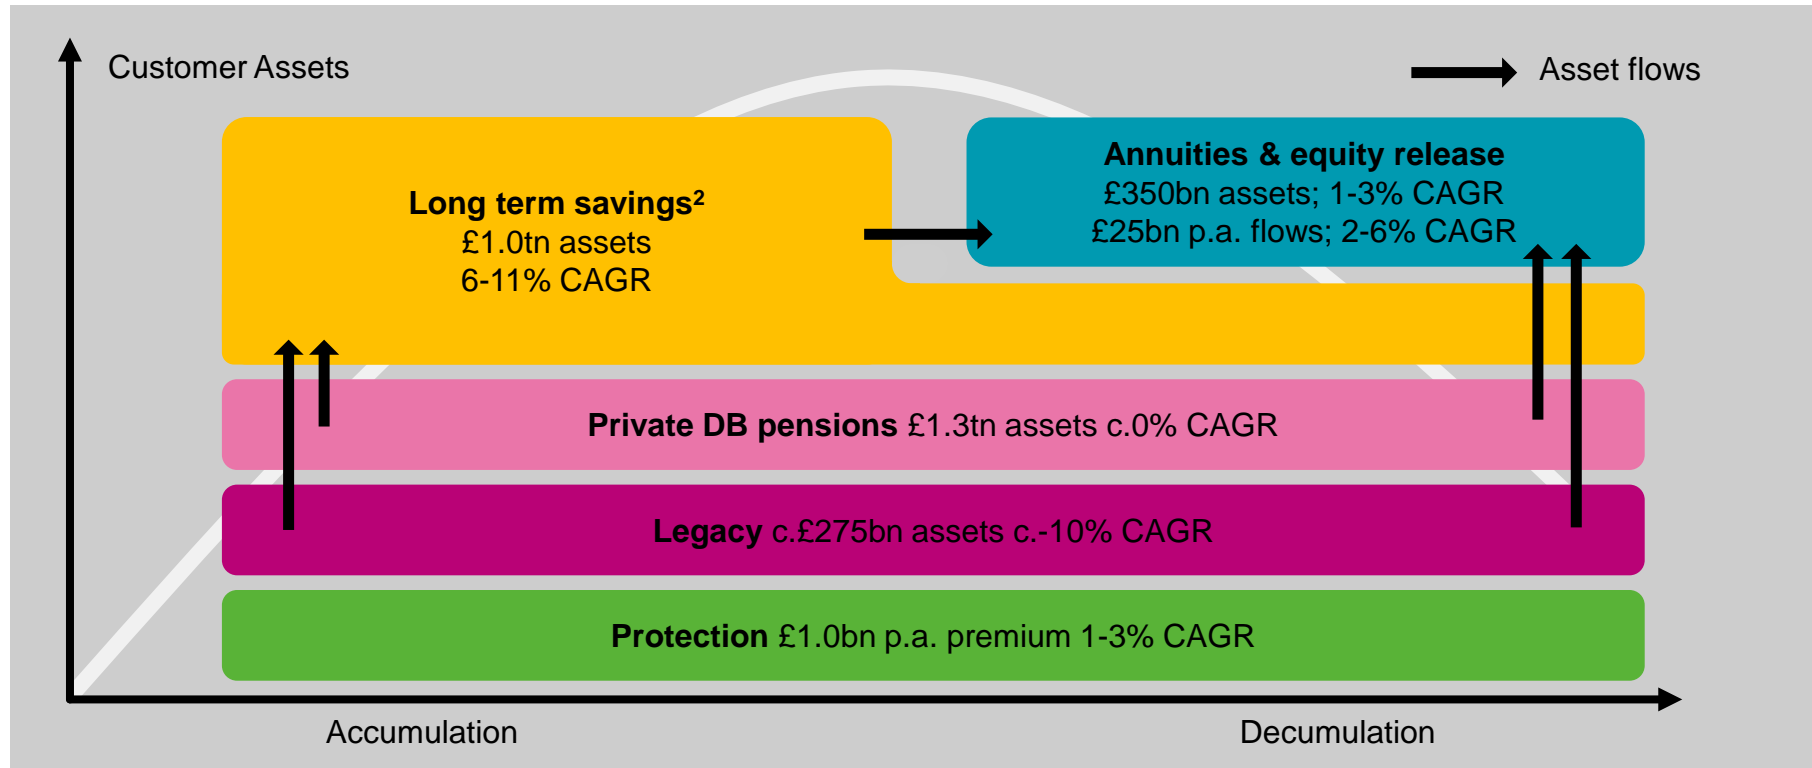 Customer Assets
Asset flows
Long term savings²
£1.0tn assets
6-11% CAGR
Annuities & equity release
£350bn assets; 1-3% CAGR
£25bn p.a. flows; 2-6% CAGR
Private DB pensions £1.3tn assets c.0% CAGR
Legacy c.£275bn assets c.-10% CAGR
Protection £1.0bn p.a. premium 1-3% CAGR
Accumulation
Decumulation